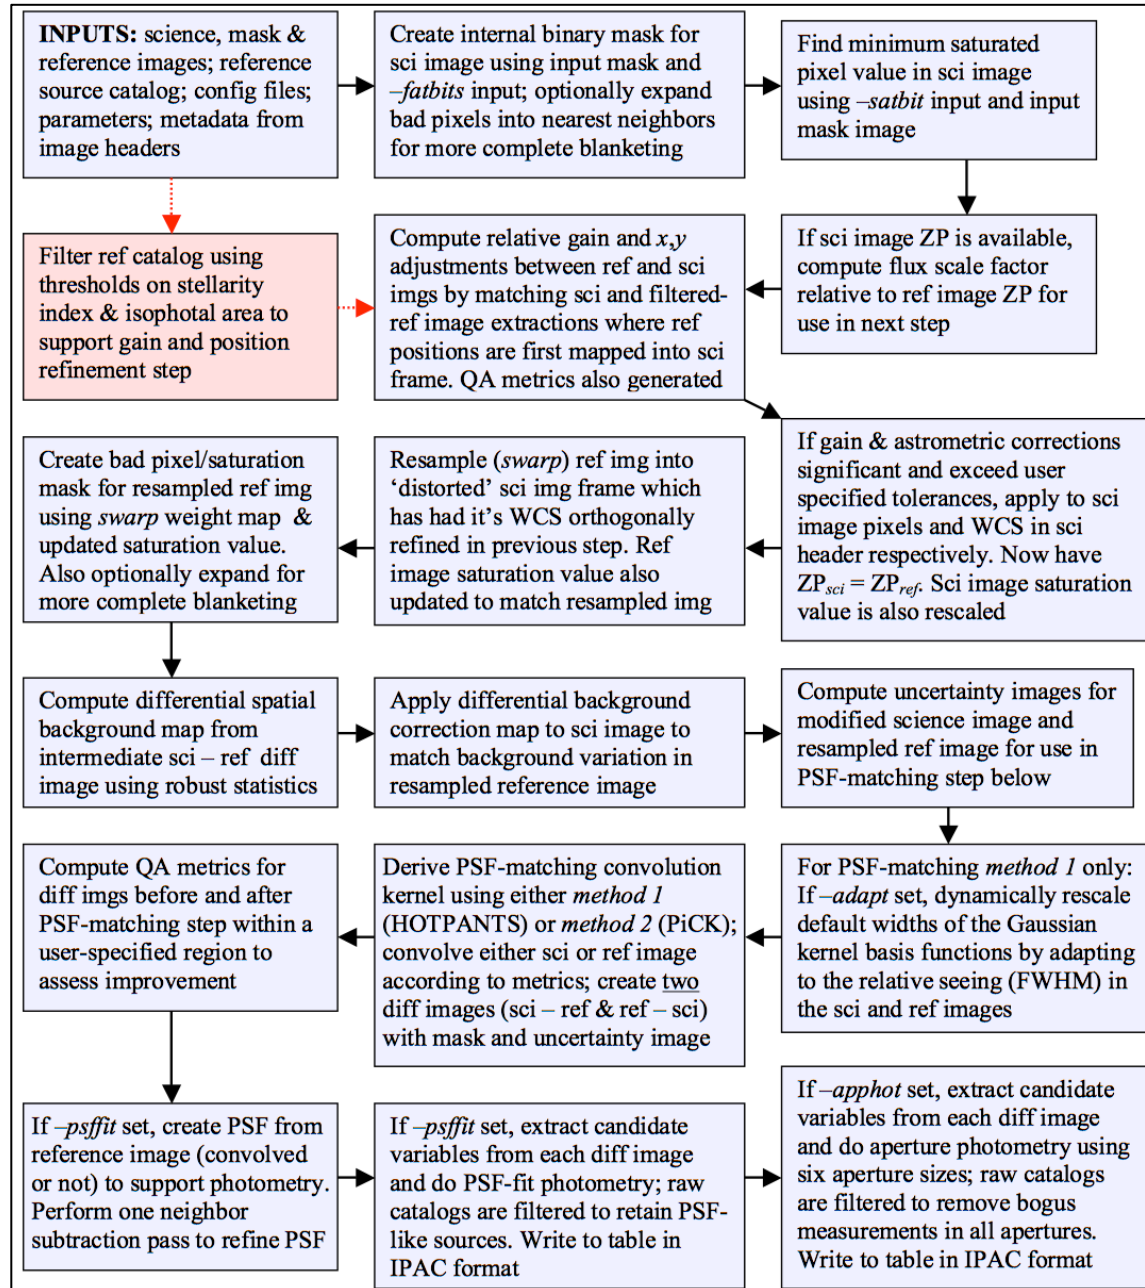 INPUTS: science, mask &
reference images; reference
source catalog; config files;
parameters; metadata from
image headers
Create internal binary mask for
sci image using input mask and
–fatbits input; optionally expand
bad pixels into nearest neighbors
for more complete blanketing
Find minimum saturated
pixel value in sci image
using –satbit input and input
mask image
Filter ref catalog using
thresholds on stellarity
index & isophotal area to
support gain and position
refinement step
Compute relative gain and x,y
adjustments between ref and sci
imgs by matching sci and filtered-
ref image extractions where ref
positions are first mapped into sci
frame. QA metrics also generated
If sci image ZP is available,
compute flux scale factor
relative to ref image ZP for
use in next step
Create bad pixel/saturation
mask for resampled ref img
using swarp weight map &
updated saturation value.
Also optionally expand for
more complete blanketing
Resample (swarp) ref img into
‘distorted’ sci img frame which
has had it’s WCS orthogonally
refined in previous step. Ref
image saturation value also
updated to match resampled img
If gain & astrometric corrections
significant and exceed user
specified tolerances, apply to sci
image pixels and WCS in sci
header respectively. Now have
ZPsci = ZPref. Sci image saturation
value is also rescaled
Compute differential spatial
background map from
intermediate sci – ref diff
image using robust statistics
Apply differential background
correction map to sci image to
match background variation in
resampled reference image
Compute uncertainty images for
modified science image and
resampled ref image for use in
PSF-matching step below
Compute QA metrics for
diff imgs before and after
PSF-matching step within a
user-specified region to
assess improvement
Derive PSF-matching convolution
kernel using either method 1
(HOTPANTS) or method 2 (PiCK);
convolve either sci or ref image
according to metrics; create two
diff images (sci – ref & ref – sci)
with mask and uncertainty image
For PSF-matching method 1 only:
If –adapt set, dynamically rescale
default widths of the Gaussian
kernel basis functions by adapting
to the relative seeing (FWHM) in
the sci and ref images
If –psffit set, create PSF from
reference image (convolved
or not) to support photometry.
Perform one neighbor
subtraction pass to refine PSF
If –psffit set, extract candidate
variables from each diff image
and do PSF-fit photometry; raw
catalogs are filtered to retain PSF-
like sources. Write to table in
IPAC format
If –apphot set, extract candidate
variables from each diff image
and do aperture photometry using
six aperture sizes; raw catalogs
are filtered to remove bogus
measurements in all apertures.
Write to table in IPAC format